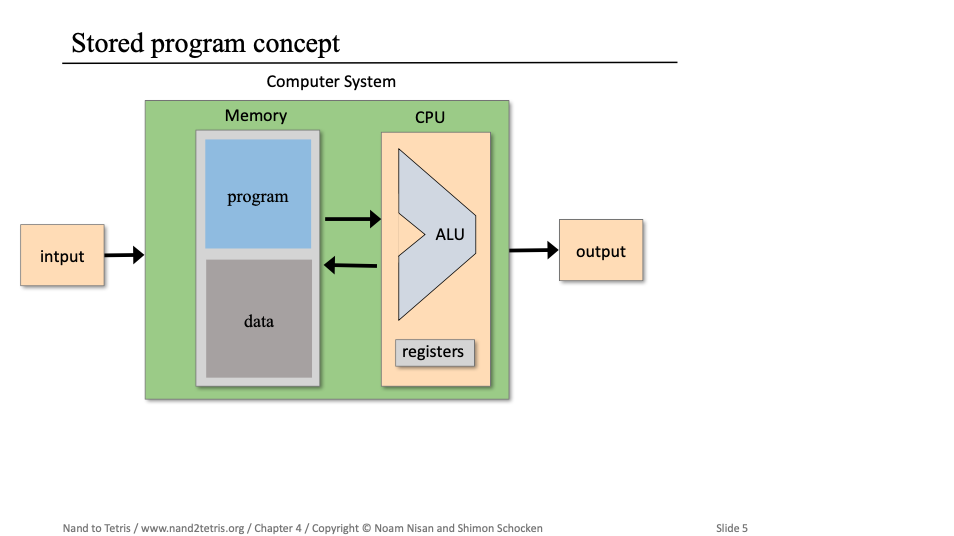 Stored program concept
Computer System
Memory
CPU
program
ALU
intput
output
data
registers
Nand to Tetris / www.nand2tetris.org / Chapter 4 / Copyright © Noam Nisan and Shimon Schocken
Slide 5